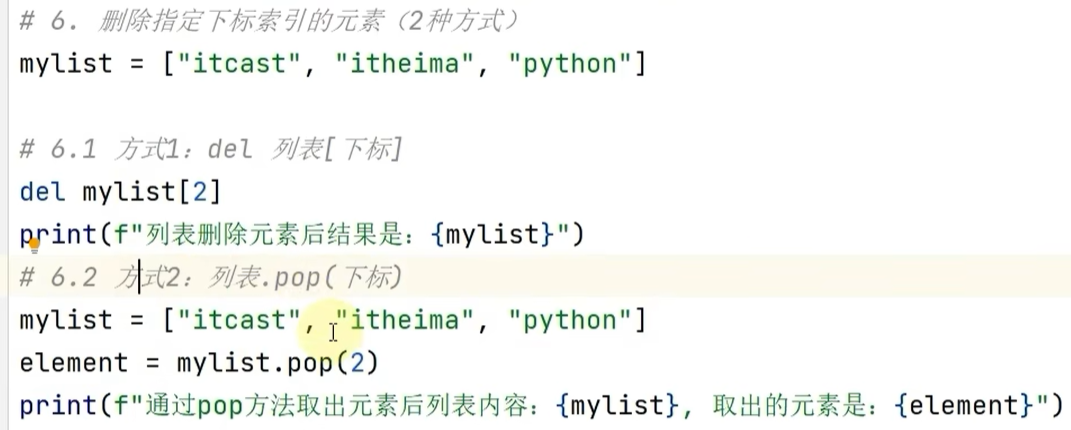 # 6. 删除指定下标索引的元素（2种方式）
mylist = ["itcast", "itheima", "python"]
# 6.1 方式1：del 列表[下标]
del mylist[2]
print(f"列表删除元素后结果是：{mylist}")
# 6.2 方式2：列表.pop(下标)
mylist = ["itcast", "itheima", "python"]
element = mylist.pop(2)
print(f"通过pop方法取出元素后列表内容：{mylist}, 取出的元素是：{element}")